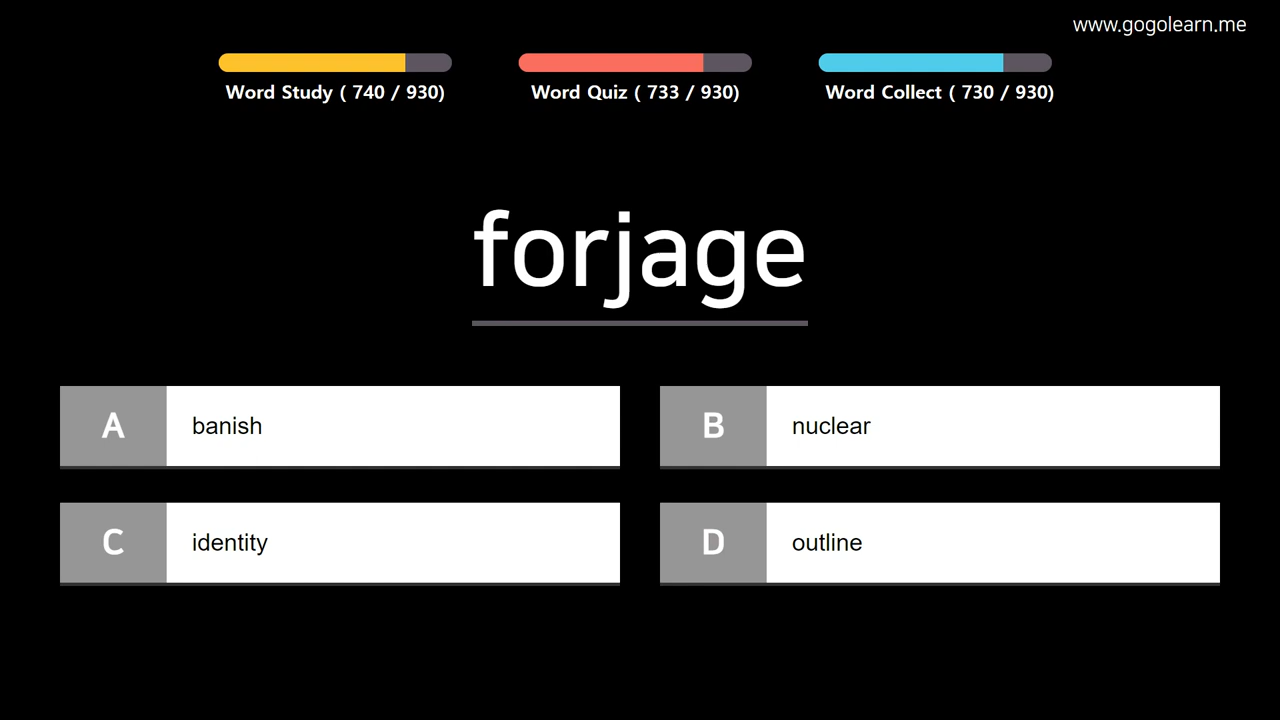 www.gogolearn.me
Word Study ( 740 / 930)
Word Quiz ( 733 / 930)
Word Collect ( 730 / 930)
forjage
A banish
B nuclear
C identity
D outline